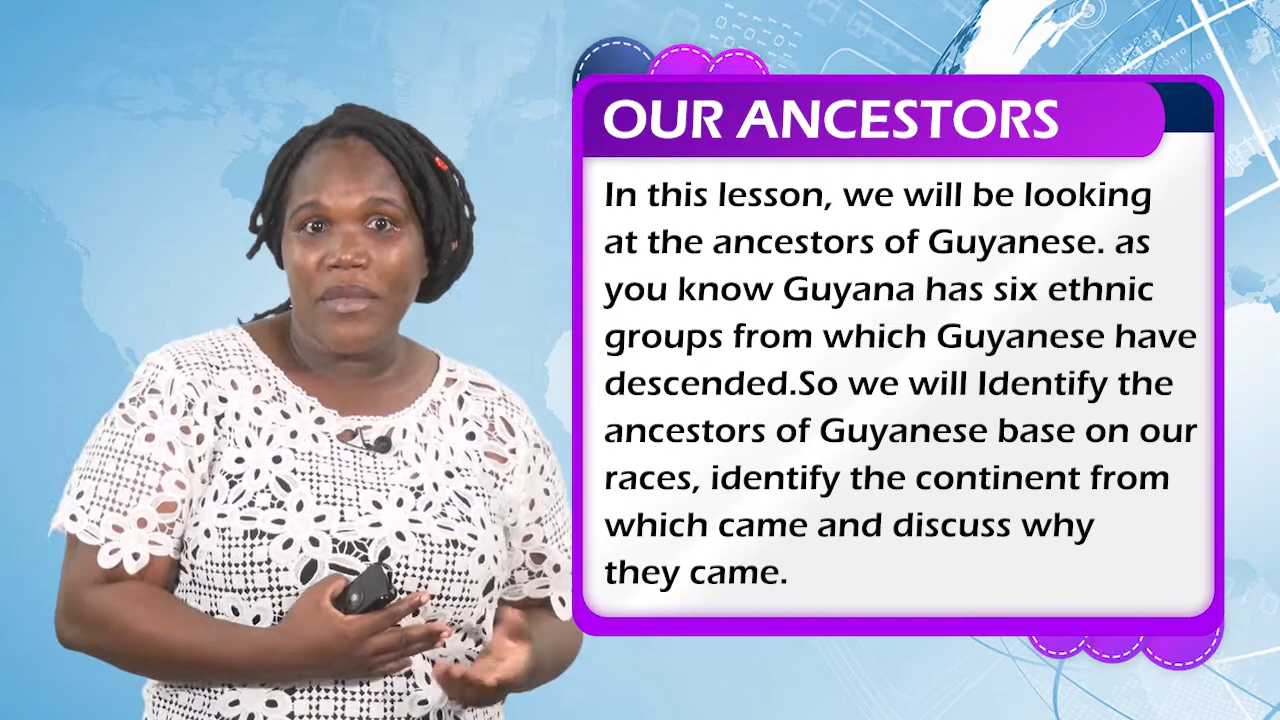 OUR ANCESTORS
In this lesson, we will be looking
at the ancestors of Guyanese. as
you know Guyana has six ethnic
groups from which Guyanese have
descended.So we will Identify the
ancestors of Guyanese base on our
races, identify the continent from
which came and discuss why
they came.